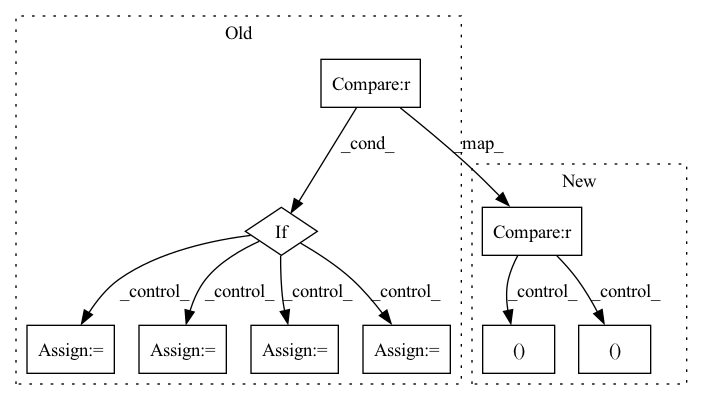 Old
Compare:r
_cond_
_map_
New
If
Compare:r
_control_
_control_
_control_
_control_
_control_
_control_
Assign:=
Assign:=
Assign:=
Assign:=
()
()